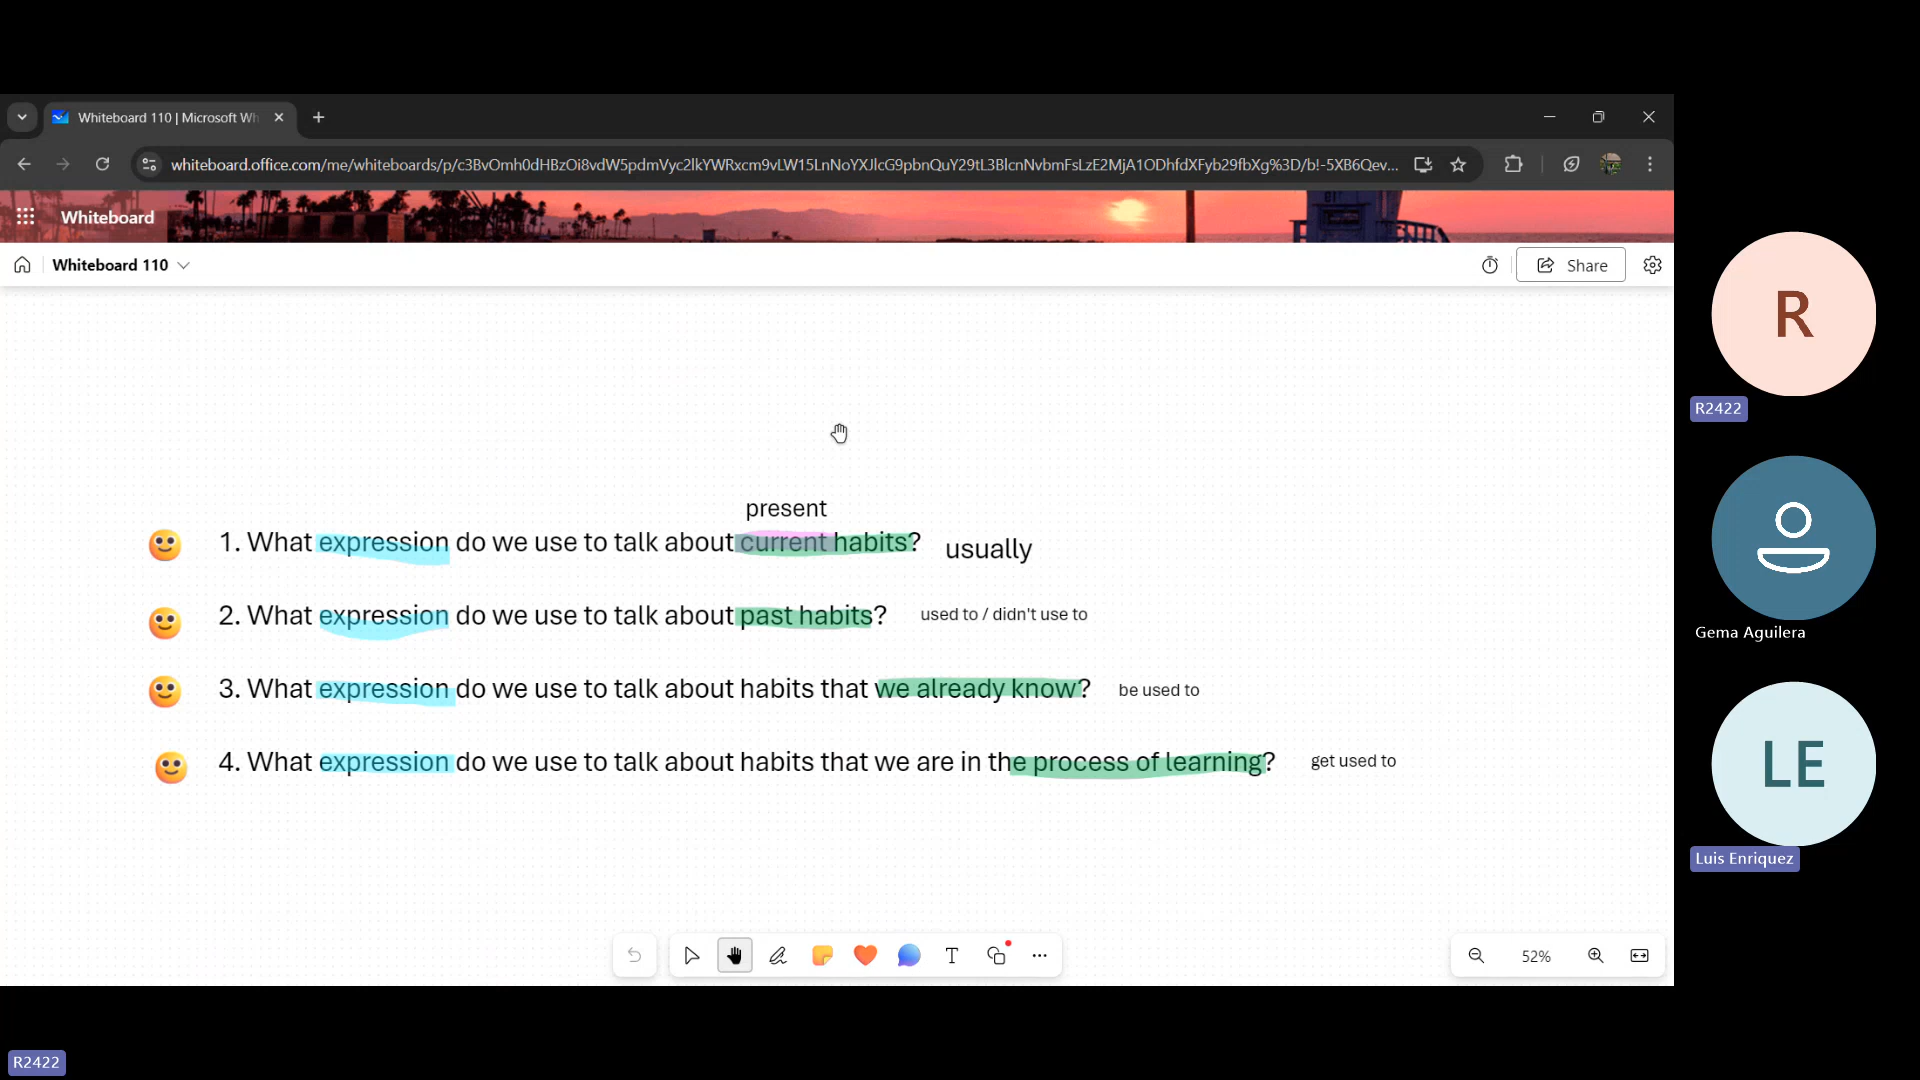 Whiteboard 110 | Microsoft Wh
whiteboard.office.com/me/whiteboards/p/c3BvOmh0dHBzOi8vdW5pdmVyc2lkYWRxcm9vLW15LnNoYXJlcG9pbnQuY29tL3BlcnNvbmFsLzE2MjA1ODhfdXFyb29fbXg%3D/b!-5XB6Qev...
Whiteboard
Whiteboard 110
Share
present
1. What expression do we use to talk about current habits? usually
2. What expression do we use to talk about past habits? used to / didn't use to
3. What expression do we use to talk about habits that we already know? be used to
4. What expression do we use to talk about habits that we are in the process of learning? get used to
T
52%
R
R2422
Gema Aguilera
LE
Luis Enriquez
R2422